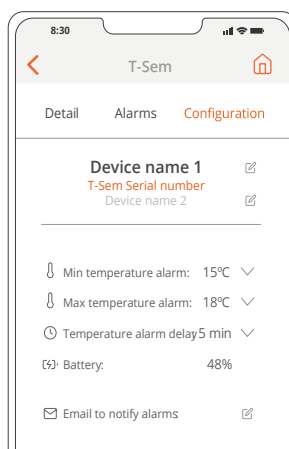 8:30
T-Sem
Detail Alarms Configuration
Device name 1
T-Sem Serial number
Device name 2
Min temperature alarm: 15ºC
Max temperature alarm: 18ºC
Temperature alarm delay 5 min
Battery: 48%
Email to notify alarms: